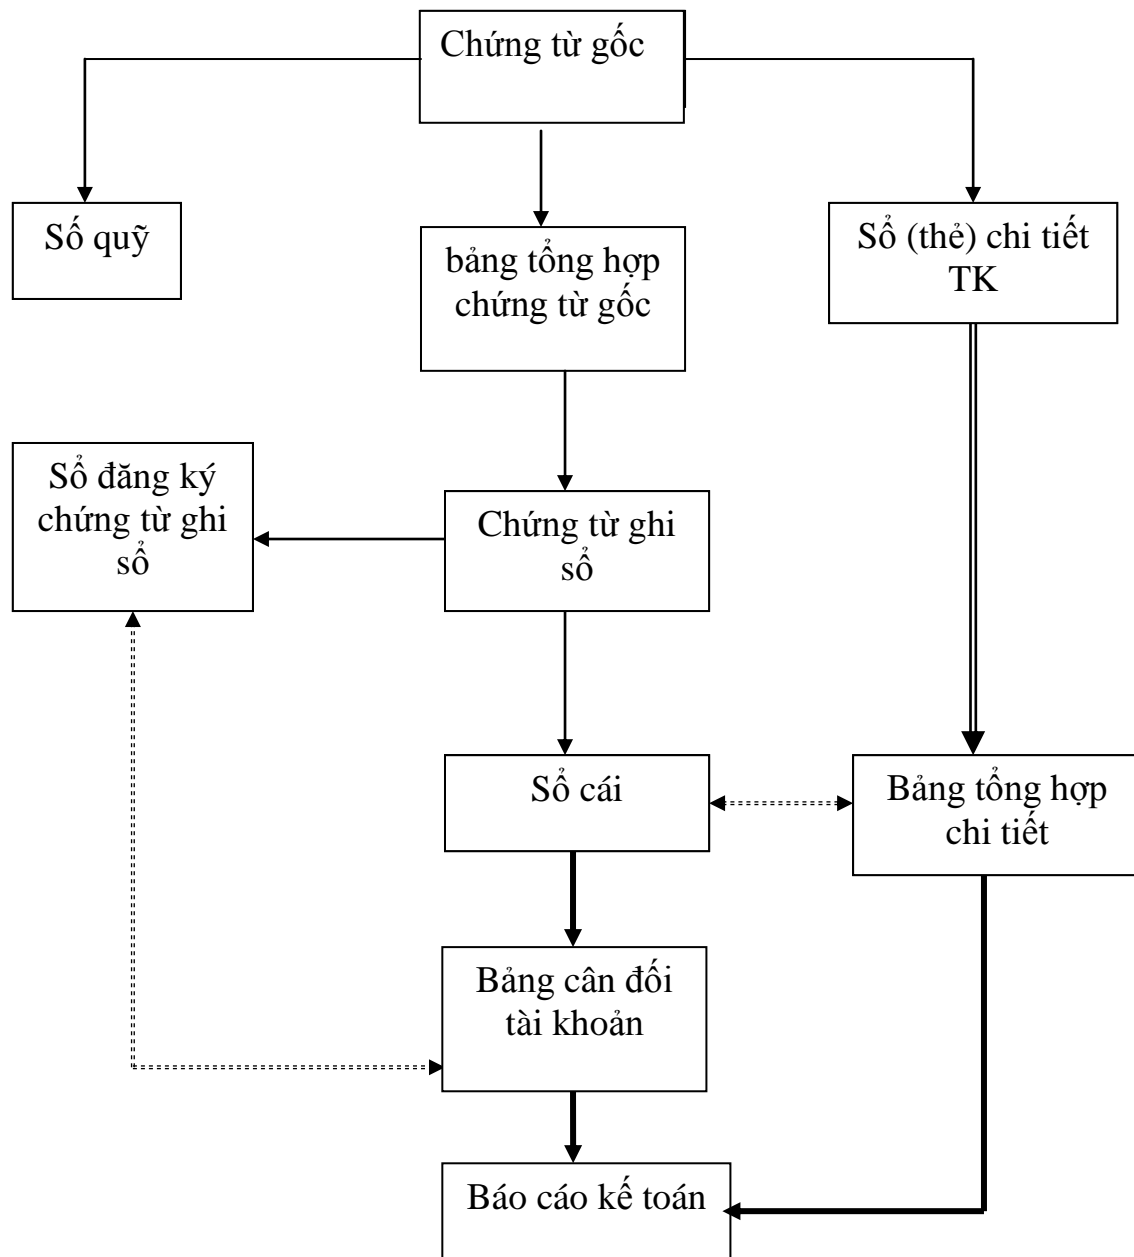 Chứng từ gốc
Số quỹ
bảng tổng hợp
chứng từ gốc
Sổ (thẻ) chi tiết
TK
Sổ đăng ký
chứng từ ghi
sổ
Chứng từ ghi
sổ
Sổ cái
Bảng tổng hợp
chi tiết
Bảng cân đối
tài khoản
Báo cáo kế toán